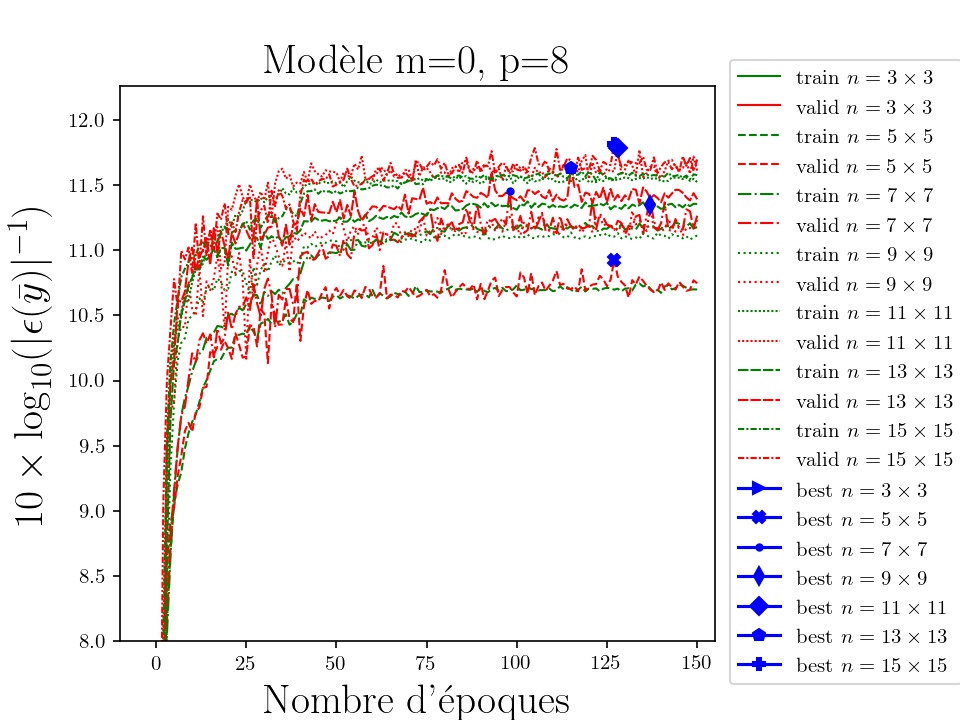 Modèle m=0, p=8
10 × log₁₀(|ϵ(ȳ)|⁻¹)
12.0
11.5
11.0
10.5
10.0
9.5
9.0
8.5
8.0
0 25 50 75 100 125 150
Nombre d'époques
train n = 3 × 3
valid n = 3 × 3
train n = 5 × 5
valid n = 5 × 5
train n = 7 × 7
valid n = 7 × 7
train n = 9 × 9
valid n = 9 × 9
train n = 11 × 11
valid n = 11 × 11
train n = 13 × 13
valid n = 13 × 13
train n = 15 × 15
valid n = 15 × 15
best n = 3 × 3
best n = 5 × 5
best n = 7 × 7
best n = 9 × 9
best n = 11 × 11
best n = 13 × 13
best n = 15 × 15